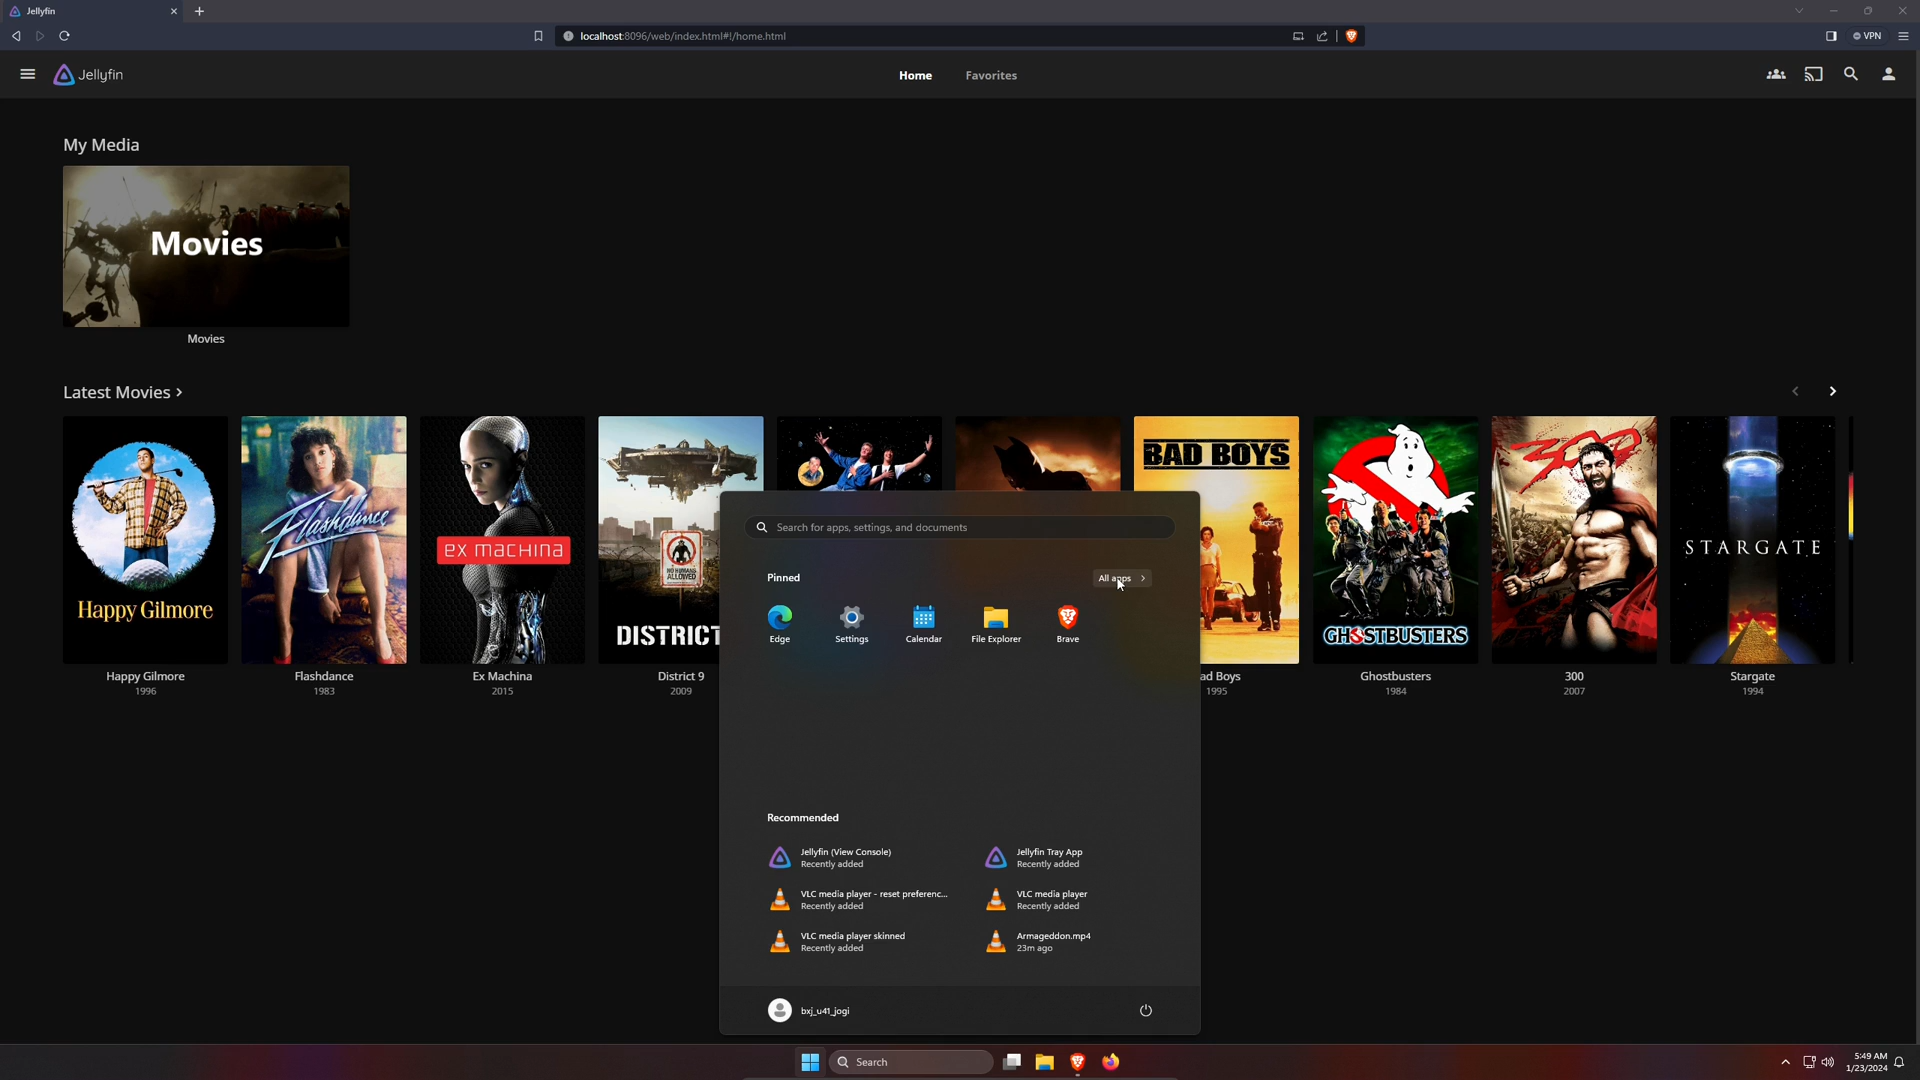 Jellyfin
localhost:8096/web/index.html#!/home.html
VPN
Jellyfin
Home
Favorites
My Media
Movies
Movies
Latest Movies
Happy Gilmore
Flashdance
ex machina
NO HUMANS
ALLOWED
DISTRICT
BAD BOYS
GHOSTBUSTERS
300
STARGATE
Happy Gilmore
1996
Flashdance
1983
Ex Machina
2015
District 9
2009
ad Boys
1995
Ghostbusters
1984
300
2007
Stargate
1994
Search for apps, settings, and documents
Pinned
All apps
Edge
Settings
Calendar
File Explorer
Brave
Recommended
Jellyfin (View Console)
Recently added
Jellyfin Tray App
Recently added
VLC media player - reset preferenc...
Recently added
VLC media player
Recently added
VLC media player skinned
Recently added
Armageddon.mp4
23m ago
bxj_u41_jogi
Search
5:49 AM
1/23/2024